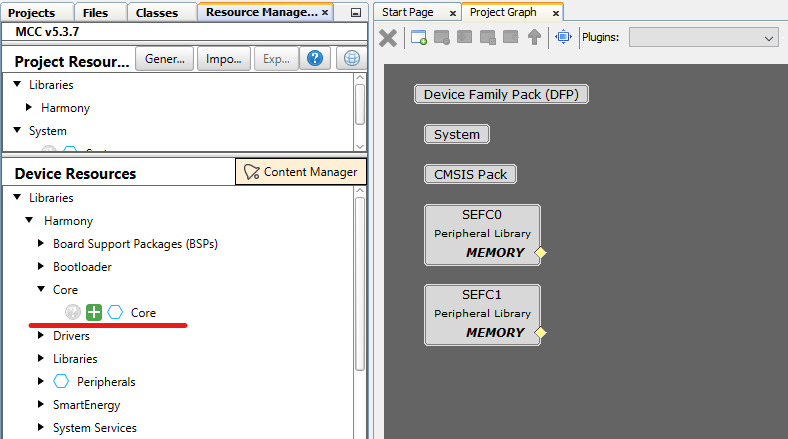 Projects
Files
Classes
Resource Manage... ×
Start Page ×
Project Graph ×
MCC v5.3.7
Plugins:
Project Resour...
Gener...
Impo...
Exp...
?
Libraries
Harmony
System
Device Resources
Content Manager
Libraries
Harmony
Board Support Packages (BSPs)
Bootloader
Core
Core
Drivers
Libraries
Peripherals
SmartEnergy
System Services
Device Family Pack (DFP)
System
CMSIS Pack
SEFC0
Peripheral Library
MEMORY
SEFC1
Peripheral Library
MEMORY